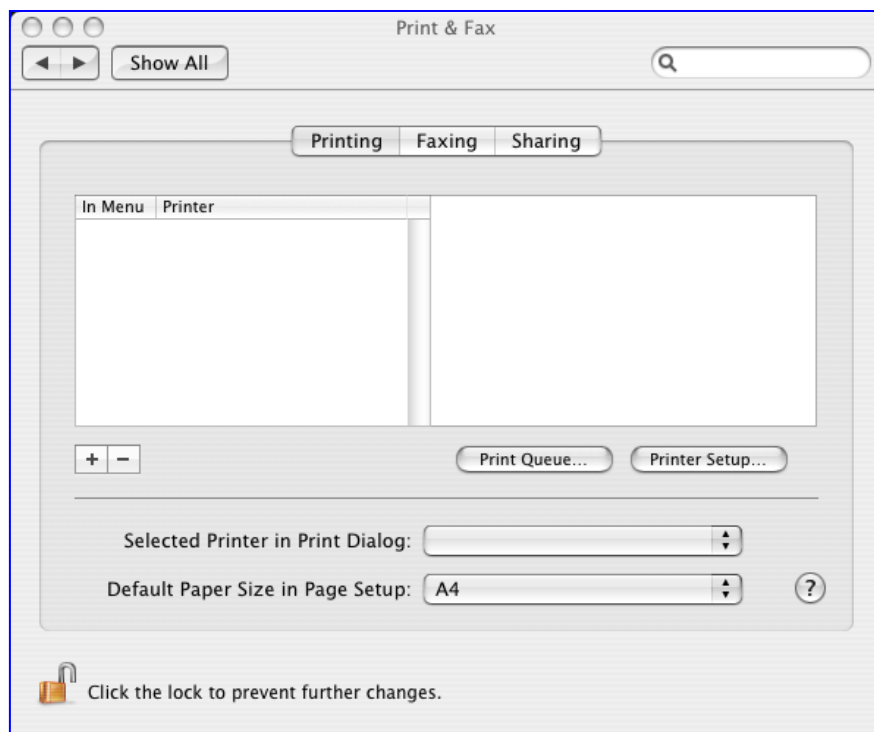 Print & Fax
Show All
Printing Faxing Sharing
In Menu Printer
+ − Print Queue... Printer Setup...
Selected Printer in Print Dialog:
Default Paper Size in Page Setup: A4 ?
Click the lock to prevent further changes.